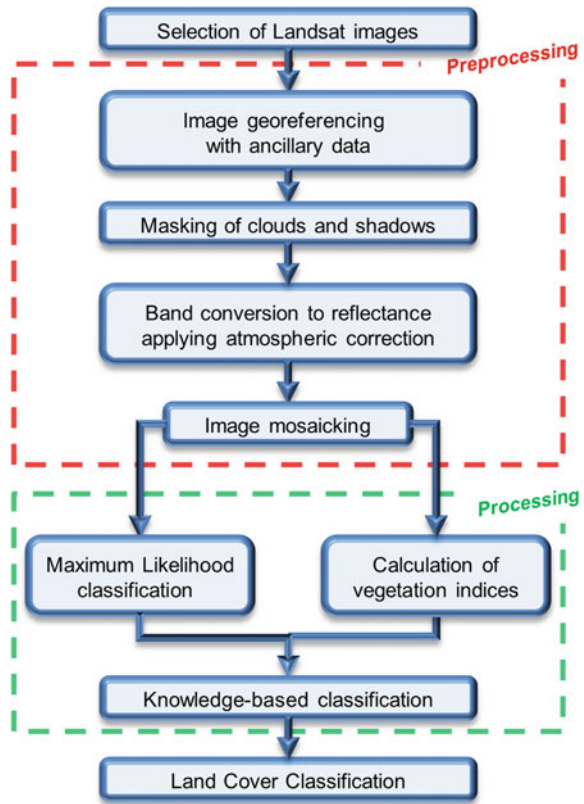 Selection of Landsat images
Preprocessing
Image georeferencing
with ancillary data
Masking of clouds and shadows
Band conversion to reflectance
applying atmospheric correction
Image mosaicking
Processing
Maximum Likelihood
classification
Calculation of
vegetation indices
Knowledge-based classification
Land Cover Classification